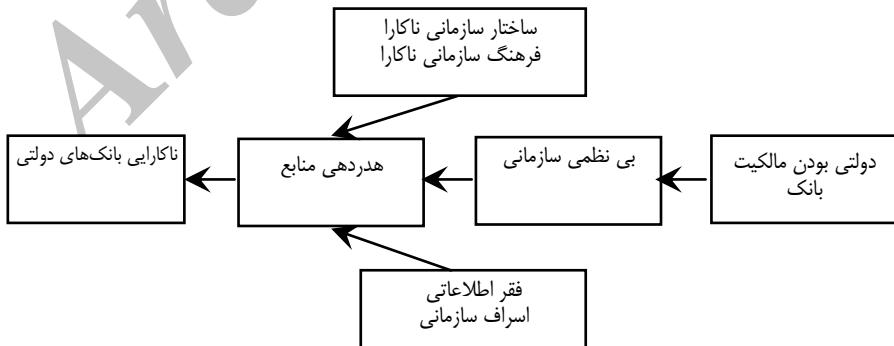 ساختار سازمانی ناکارا
فرهنگ سازمانی ناکارا
دولتی بودن مالکیت
بانک
بی نظمی سازمانی
هدردهی منابع
ناکارایی بانک‌های دولتی
فقر اطلاعاتی
اسراف سازمانی